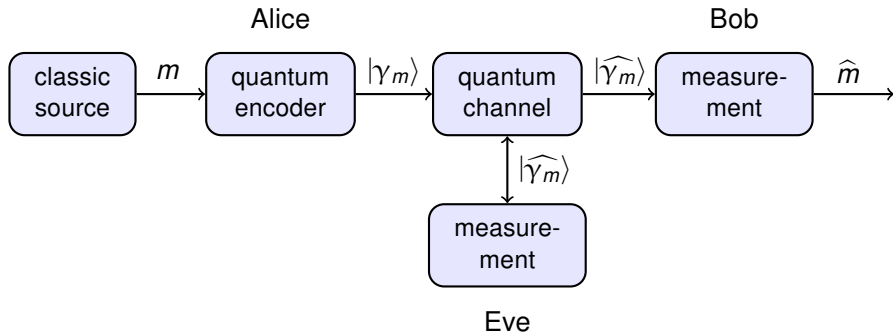 Alice
Bob
classic
source
m
quantum
encoder
|γₘ⟩
quantum
channel
|γ̂ₘ⟩
measure-
ment
m̂
|γ̂ₘ⟩
measure-
ment
Eve